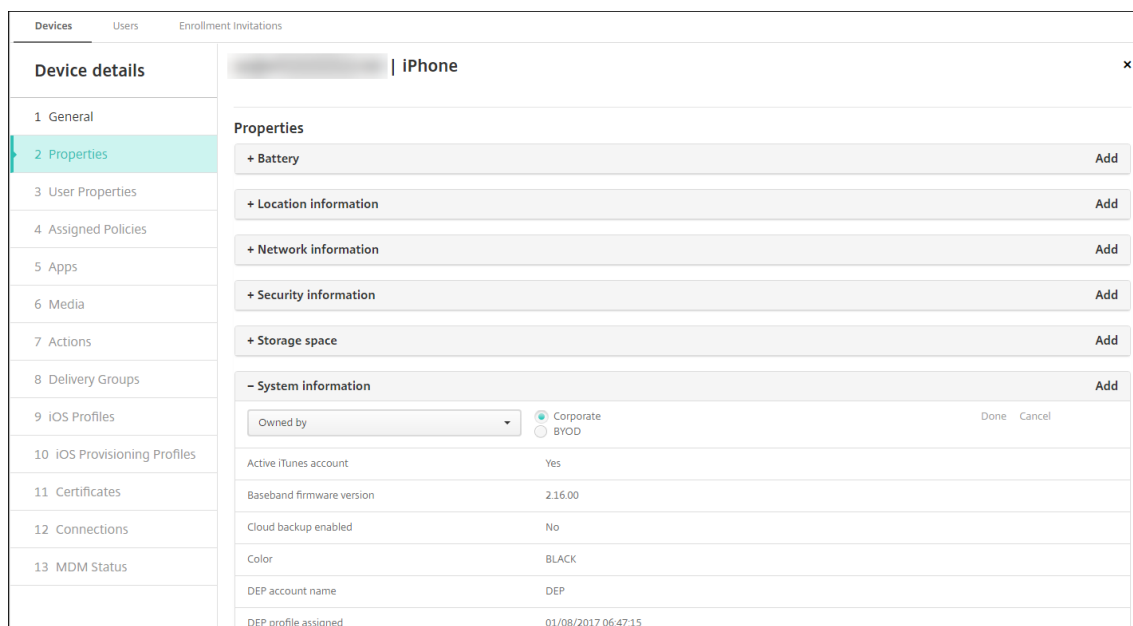 Devices Users Enrollment Invitations
Device details
| iPhone
×
1 General
2 Properties
3 User Properties
4 Assigned Policies
5 Apps
6 Media
7 Actions
8 Delivery Groups
9 iOS Profiles
10 iOS Provisioning Profiles
11 Certificates
12 Connections
13 MDM Status
Properties
+ Battery Add
+ Location information Add
+ Network information Add
+ Security information Add
+ Storage space Add
− System information Add
Owned by Corporate Done Cancel
BYOD
Active iTunes account Yes
Baseband firmware version 2.16.00
Cloud backup enabled No
Color BLACK
DEP account name DEP
DEP profile assigned 01/08/2017 06:47:15